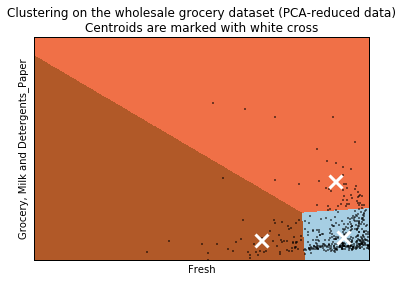 Clustering on the wholesale grocery dataset (PCA-reduced data)
Centroids are marked with white cross
Grocery, Milk and Detergents_Paper
Fresh